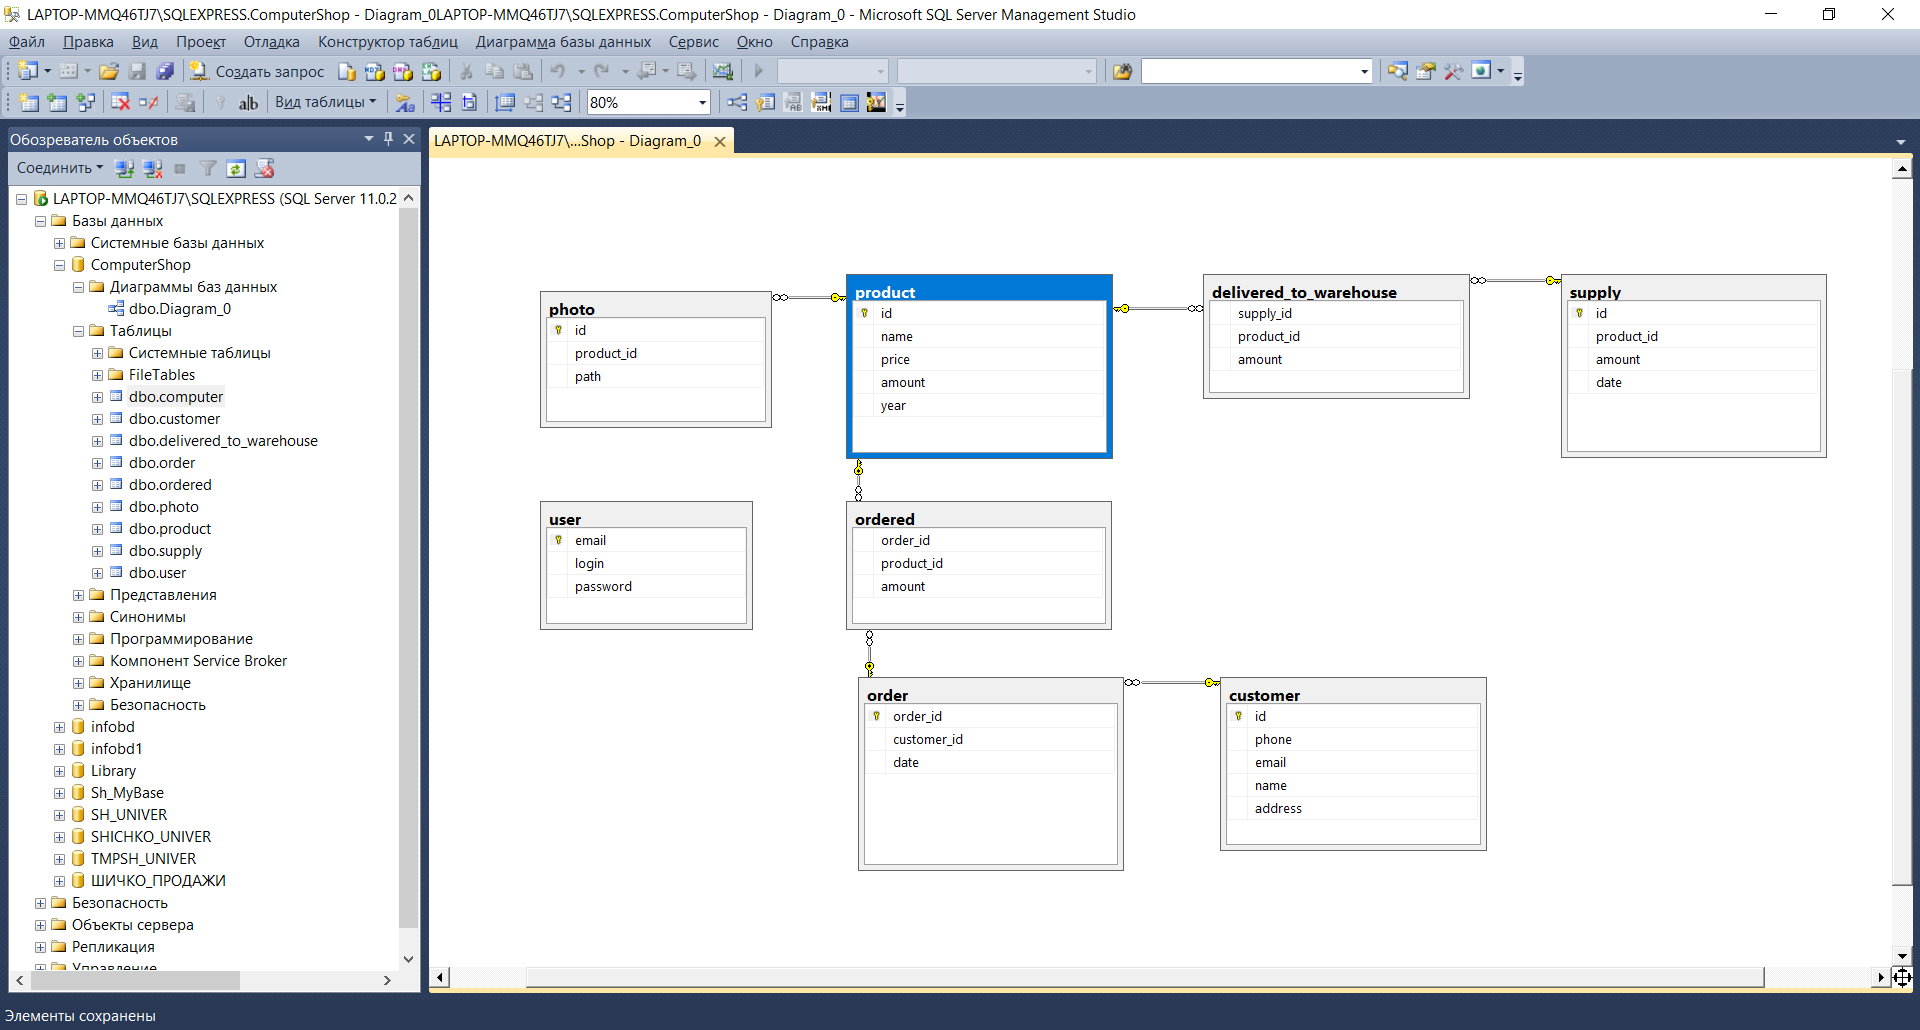 LAPTOP-MMQ46TJ7\SQLEXPRESS.ComputerShop - Diagram_0LAPTOP-MMQ46TJ7\SQLEXPRESS.ComputerShop - Diagram_0 - Microsoft SQL Server Management Studio
Файл Правка Вид Проект Отладка Конструктор таблиц Диаграмма базы данных Сервис Окно Справка
Создать запрос
Вид таблицы 80%
Обозреватель объектов
Соединить
LAPTOP-MMQ46TJ7\SQLEXPRESS (SQL Server 11.0.2
Базы данных
Системные базы данных
ComputerShop
Диаграммы баз данных
dbo.Diagram_0
Таблицы
Системные таблицы
FileTables
dbo.computer
dbo.customer
dbo.delivered_to_warehouse
dbo.order
dbo.ordered
dbo.photo
dbo.product
dbo.supply
dbo.user
Представления
Синонимы
Программирование
Компонент Service Broker
Хранилище
Безопасность
infobd
infobd1
Library
Sh_MyBase
SH_UNIVER
SHICHKO_UNIVER
TMPSH_UNIVER
ШИЧКО_ПРОДАЖИ
Безопасность
Объекты сервера
Репликация
Управление
LAPTOP-MMQ46TJ7\...Shop - Diagram_0
photo
id
product_id
path
product
id
name
price
amount
year
delivered_to_warehouse
supply_id
product_id
amount
supply
id
product_id
amount
date
user
email
login
password
ordered
order_id
product_id
amount
order
order_id
customer_id
date
customer
id
phone
email
name
address
Элементы сохранены